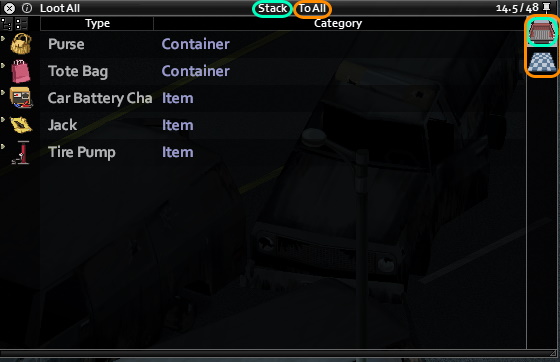 Loot All Stack To All 14.5 / 48
Type Category
Purse Container
Tote Bag Container
Car Battery Cha Item
Jack Item
Tire Pump Item